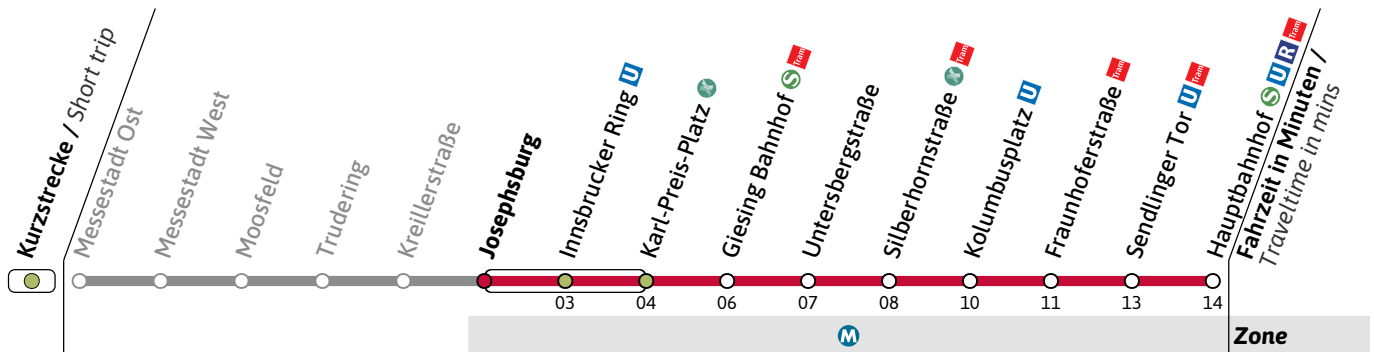 Kurzstrecke / Short trip
Messestadt Ost
Messestadt West
Moosfeld
Trudering
Kreillerstraße
Josephsburg
Innsbrucker Ring U
Karl-Preis-Platz X
Giesing Bahnhof S Tram
Untersbergstraße
Silberhornstraße X Tram
Kolumbusplatz U
Fraunhoferstraße Tram
Sendlinger Tor U Tram
Hauptbahnhof S U R Tram
Fahrzeit in Minuten /
Traveltime in mins
03 04 06 07 08 10 11 13 14
M Zone